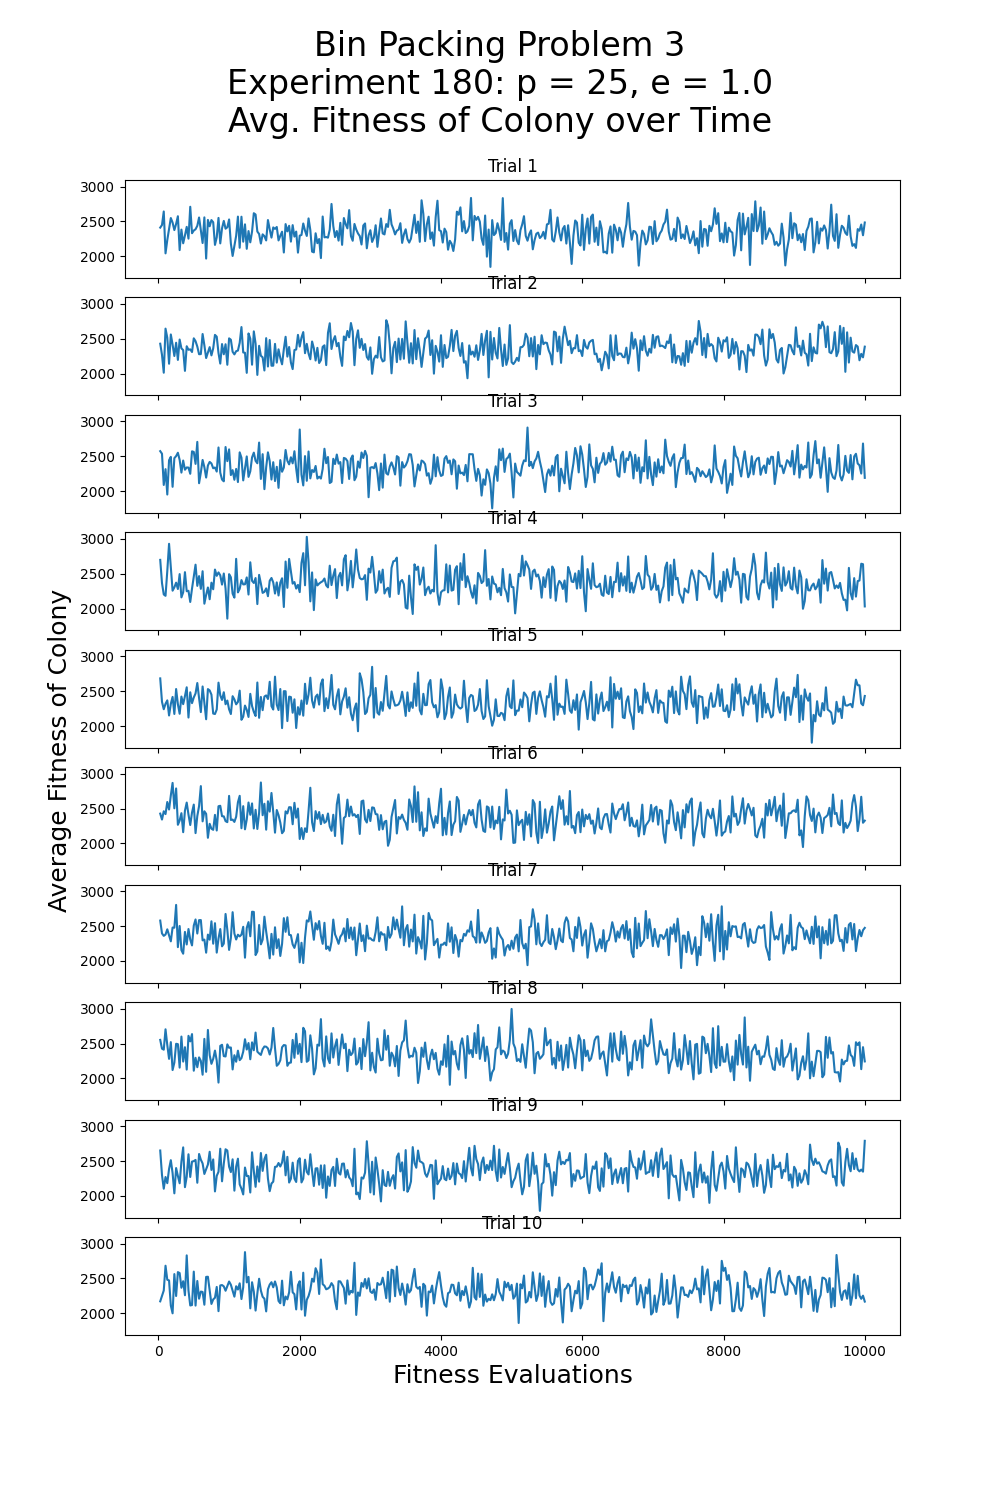 Bin Packing Problem 3
Experiment 180: p = 25, e = 1.0
Avg. Fitness of Colony over Time
Trial 1
3000
2500
2000
Trial 2
3000
2500
2000
Trial 3
3000
2500
2000
Trial 4
3000
2500
2000
Trial 5
3000
2500
2000
Trial 6
3000
2500
2000
Trial 7
3000
2500
2000
Trial 8
3000
2500
2000
Trial 9
3000
2500
2000
Trial 10
3000
2500
2000
0 2000 4000 6000 8000 10000
Fitness Evaluations
Average Fitness of Colony